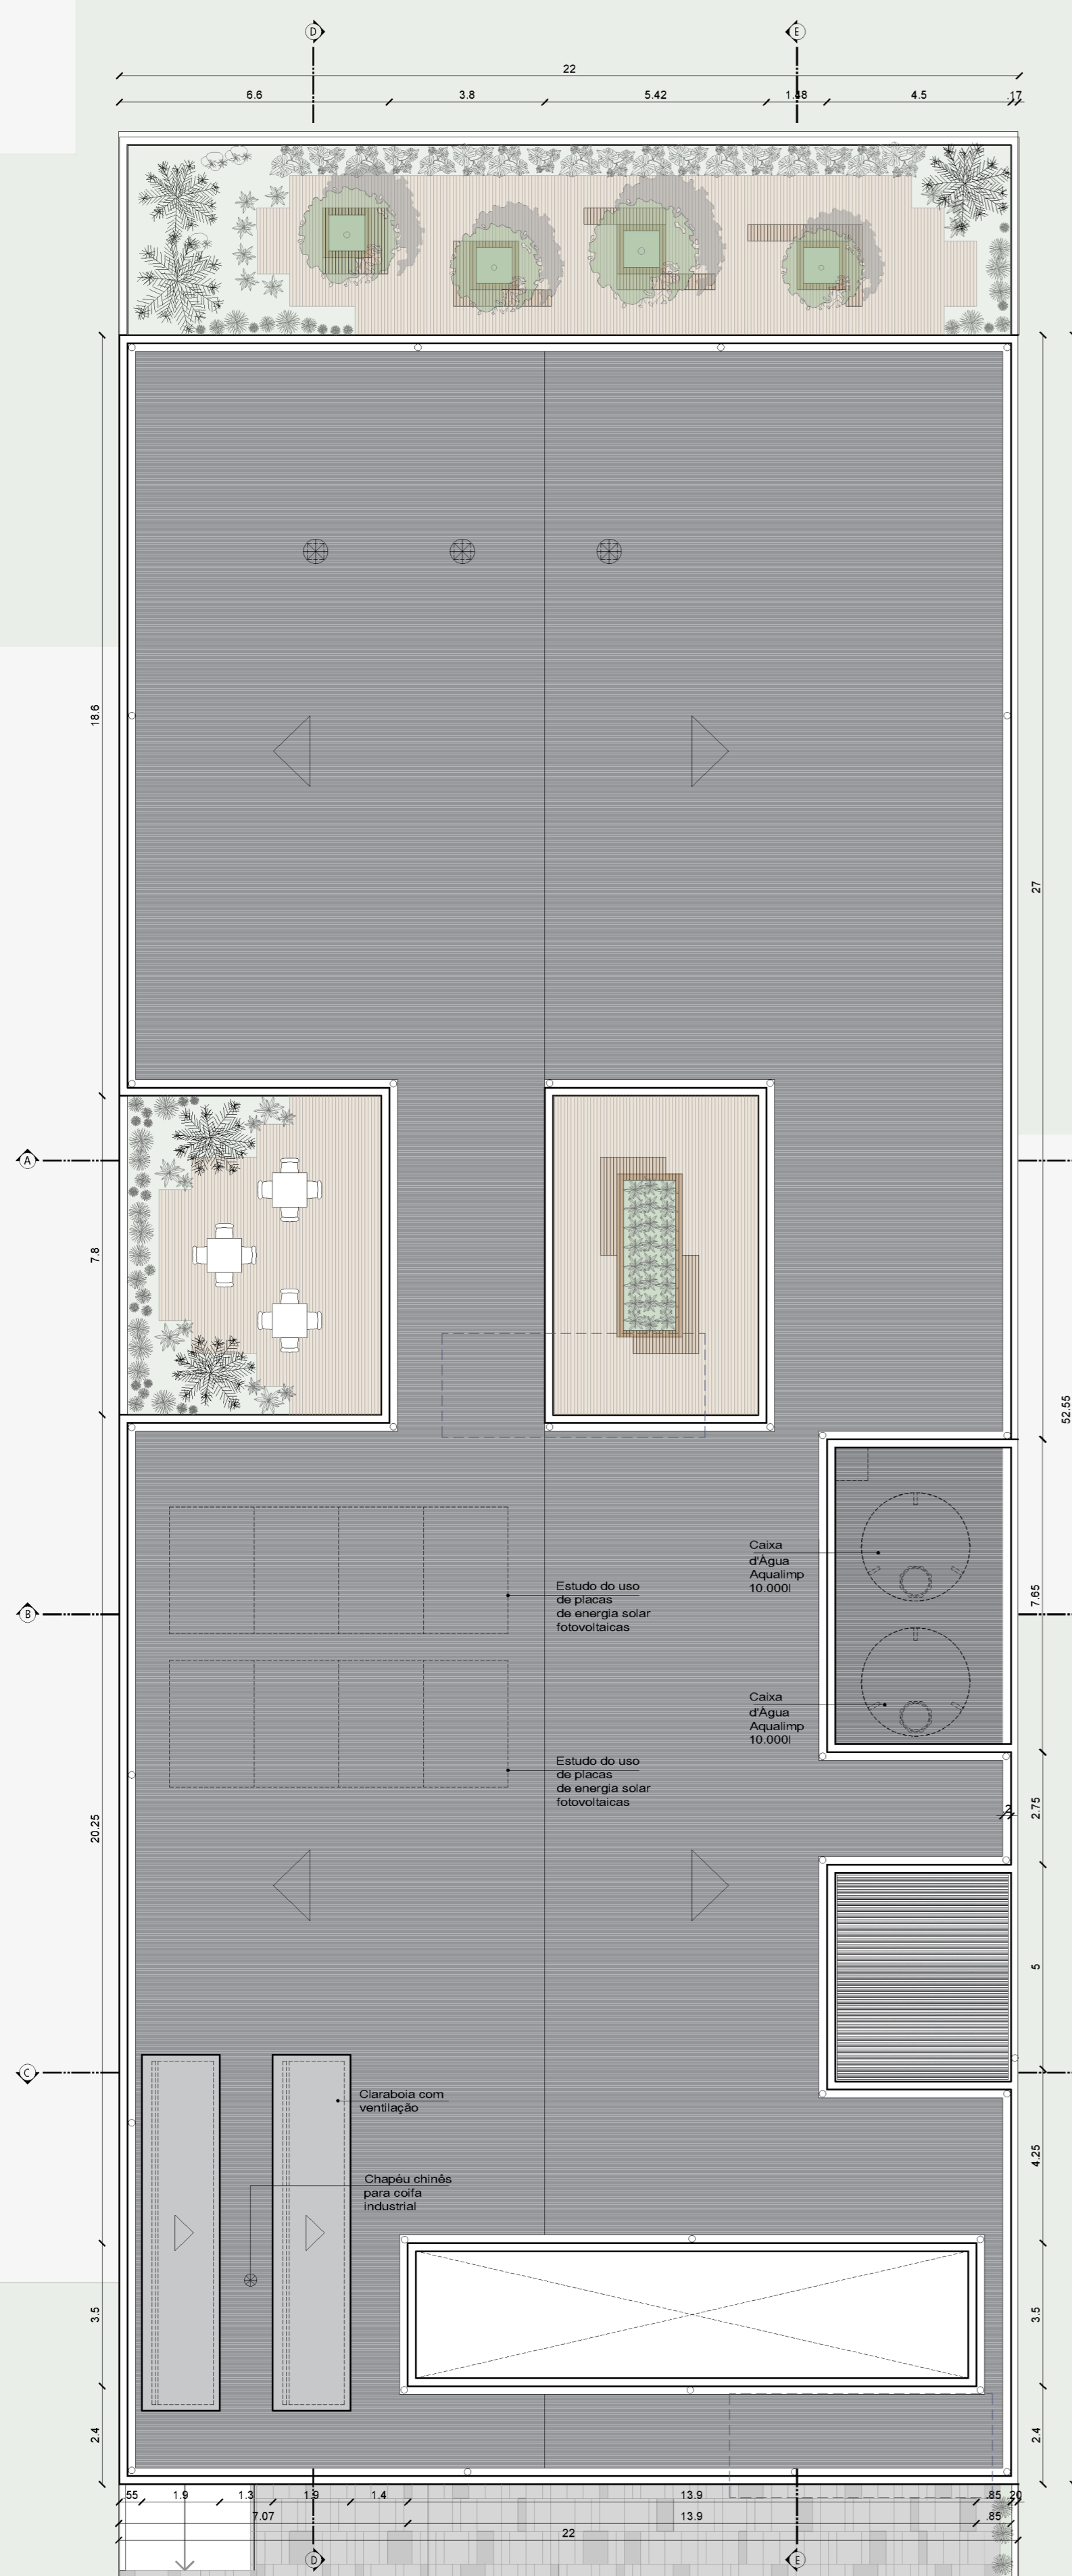 D
E
22
6.6
3.8
5.42
1.48
4.5
.17
18.6
27
A
7.8
52.55
Caixa
d'Água
Aqualimp
10.000l
7.65
Estudo do uso
de placas
de energia solar
fotovoltaicas
B
Caixa
d'Água
Aqualimp
10.000l
Estudo do uso
de placas
de energia solar
fotovoltaicas
2.75
20.25
5
C
Claraboia com
ventilação
4.25
Chapéu chinês
para coifa
industrial
3.5
3.5
2.4
2.4
55
1.9
1.3
1.9
1.4
13.9
.85
20
7.07
13.9
.85
22
D
E